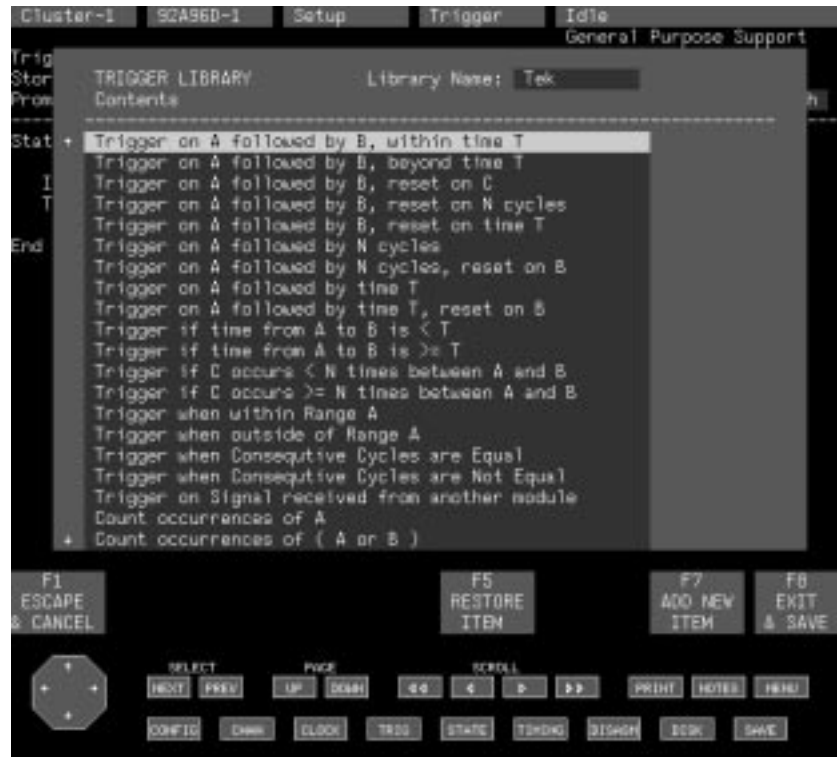 Cluster-1 92A96D-1 Setup Trigger Idle
General Purpose Support
Trig
Stor TRIGGER LIBRARY Library Name: Tek
Prom Contents h
Stat + Trigger on A followed by B, within time T
Trigger on A followed by B, beyond time T
I Trigger on A followed by B, reset on C
T Trigger on A followed by B, reset on N cycles
Trigger on A followed by B, reset on time T
End Trigger on A followed by N cycles
Trigger on A followed by N cycles, reset on B
Trigger on A followed by time T
Trigger on A followed by time T, reset on B
Trigger if time from A to B is < T
Trigger if time from A to B is >= T
Trigger if C occurs < N times between A and B
Trigger if C occurs >= N times between A and B
Trigger when within Range A
Trigger when outside of Range A
Trigger when Consequtive Cycles are Equal
Trigger when Consequtive Cycles are Not Equal
Trigger on Signal received from another module
Count occurrences of A
+ Count occurrences of ( A or B )
F1 F5 F7 F8
ESCAPE RESTORE ADD NEW EXIT
& CANCEL ITEM ITEM & SAVE
SELECT PAGE SCROLL
NEXT PREV UP DOWN PRINT NOTES MENU
CONFIG CHAN CLOCK TRIG STATE TIMING DISASM DISK SAVE